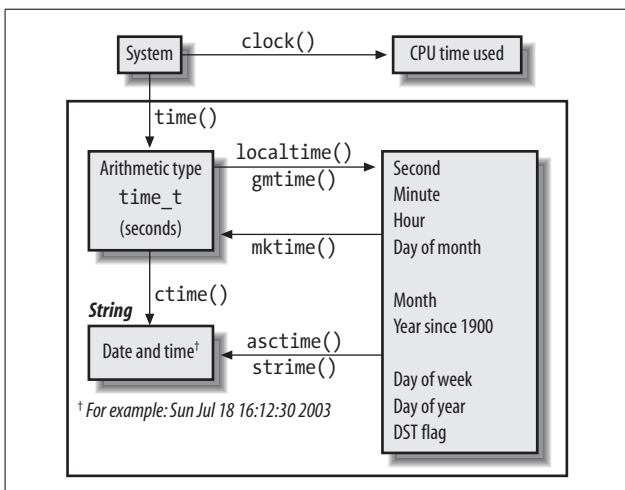 System
clock()
CPU time used
time()
Arithmetic type
time_t
(seconds)
localtime()
gmtime()
mktime()
Second
Minute
Hour
Day of month
Month
Year since 1900
Day of week
Day of year
DST flag
ctime()
String
Date and time†
asctime()
strime()
† For example: Sun Jul 18 16:12:30 2003